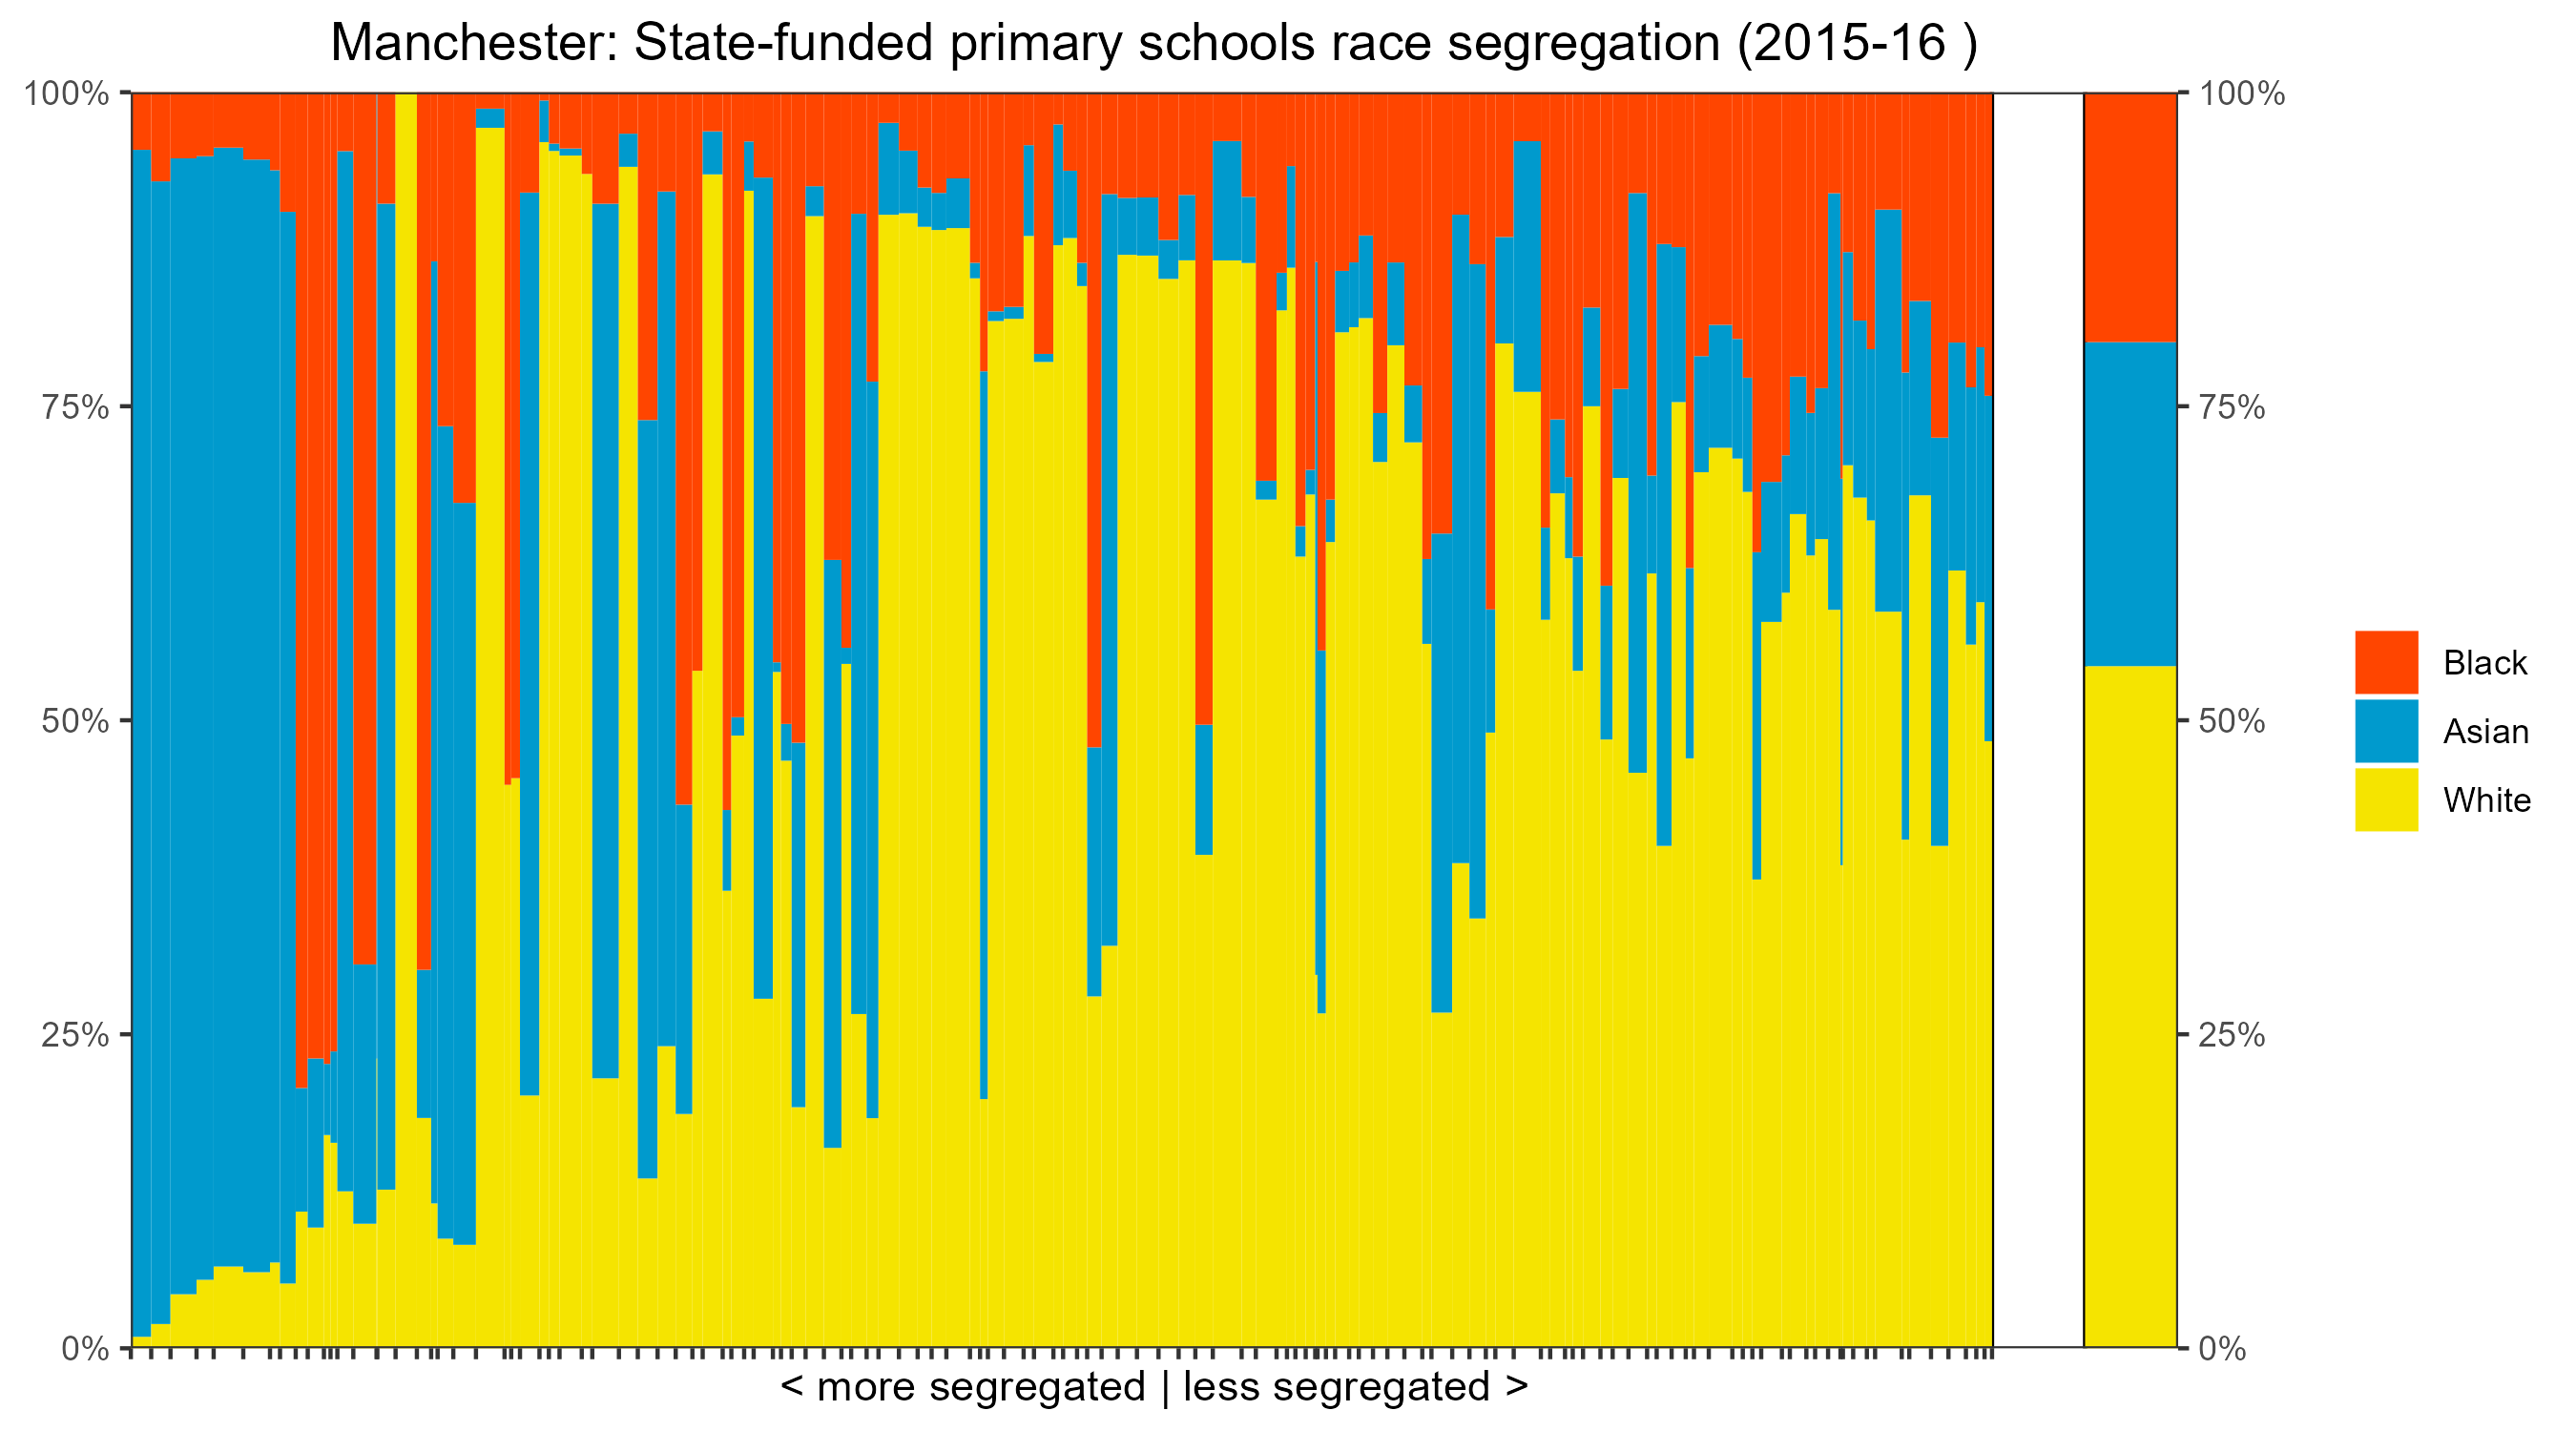 Manchester: State-funded primary schools race segregation (2015-16 )
100%
75%
50%
25%
0%
100%
75%
50%
25%
0%
Black
Asian
White
< more segregated | less segregated >